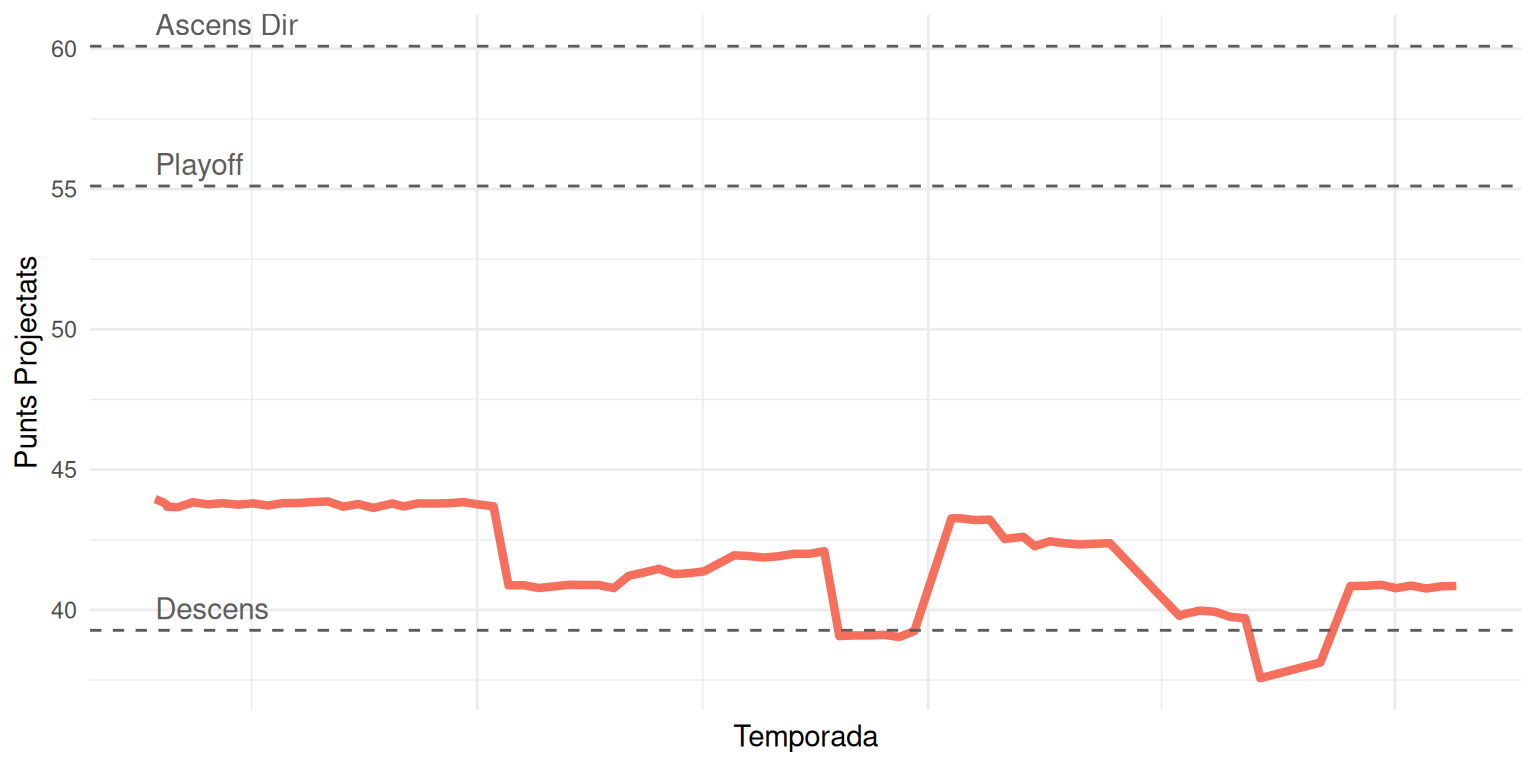 Ascens Dir
60
Playoff
55
50
45
Descens
40
Punts Projectats
Temporada